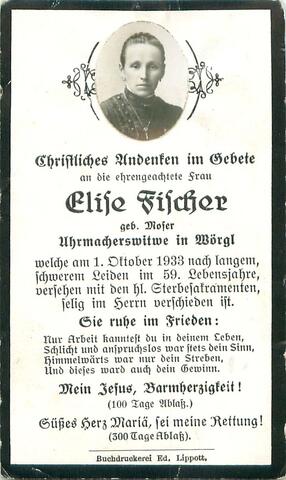 Christliches Andenken im Gebete
an die ehrengeachtete Frau
Elise Fischer
geb. Moser
Uhrmacherswitwe in Wörgl
welche am 1. Oktober 1933 nach langem,
schwerem Leiden im 59. Lebensjahre,
versehen mit den hl. Sterbesakramenten,
selig im Herrn verschieden ist.
Sie ruhe im Frieden:
Nur Arbeit kanntest du in deinem Leben,
Schlicht und anspruchslos war stets dein Sinn,
Himmelwärts war nur dein Streben,
Und dieses ward auch dein Gewinn.
Mein Jesus, Barmherzigkeit!
(100 Tage Ablaß.)
Süßes Herz Mariä, sei meine Rettung!
(300 Tage Ablaß).
Buchdruckerei Ed. Lippott.